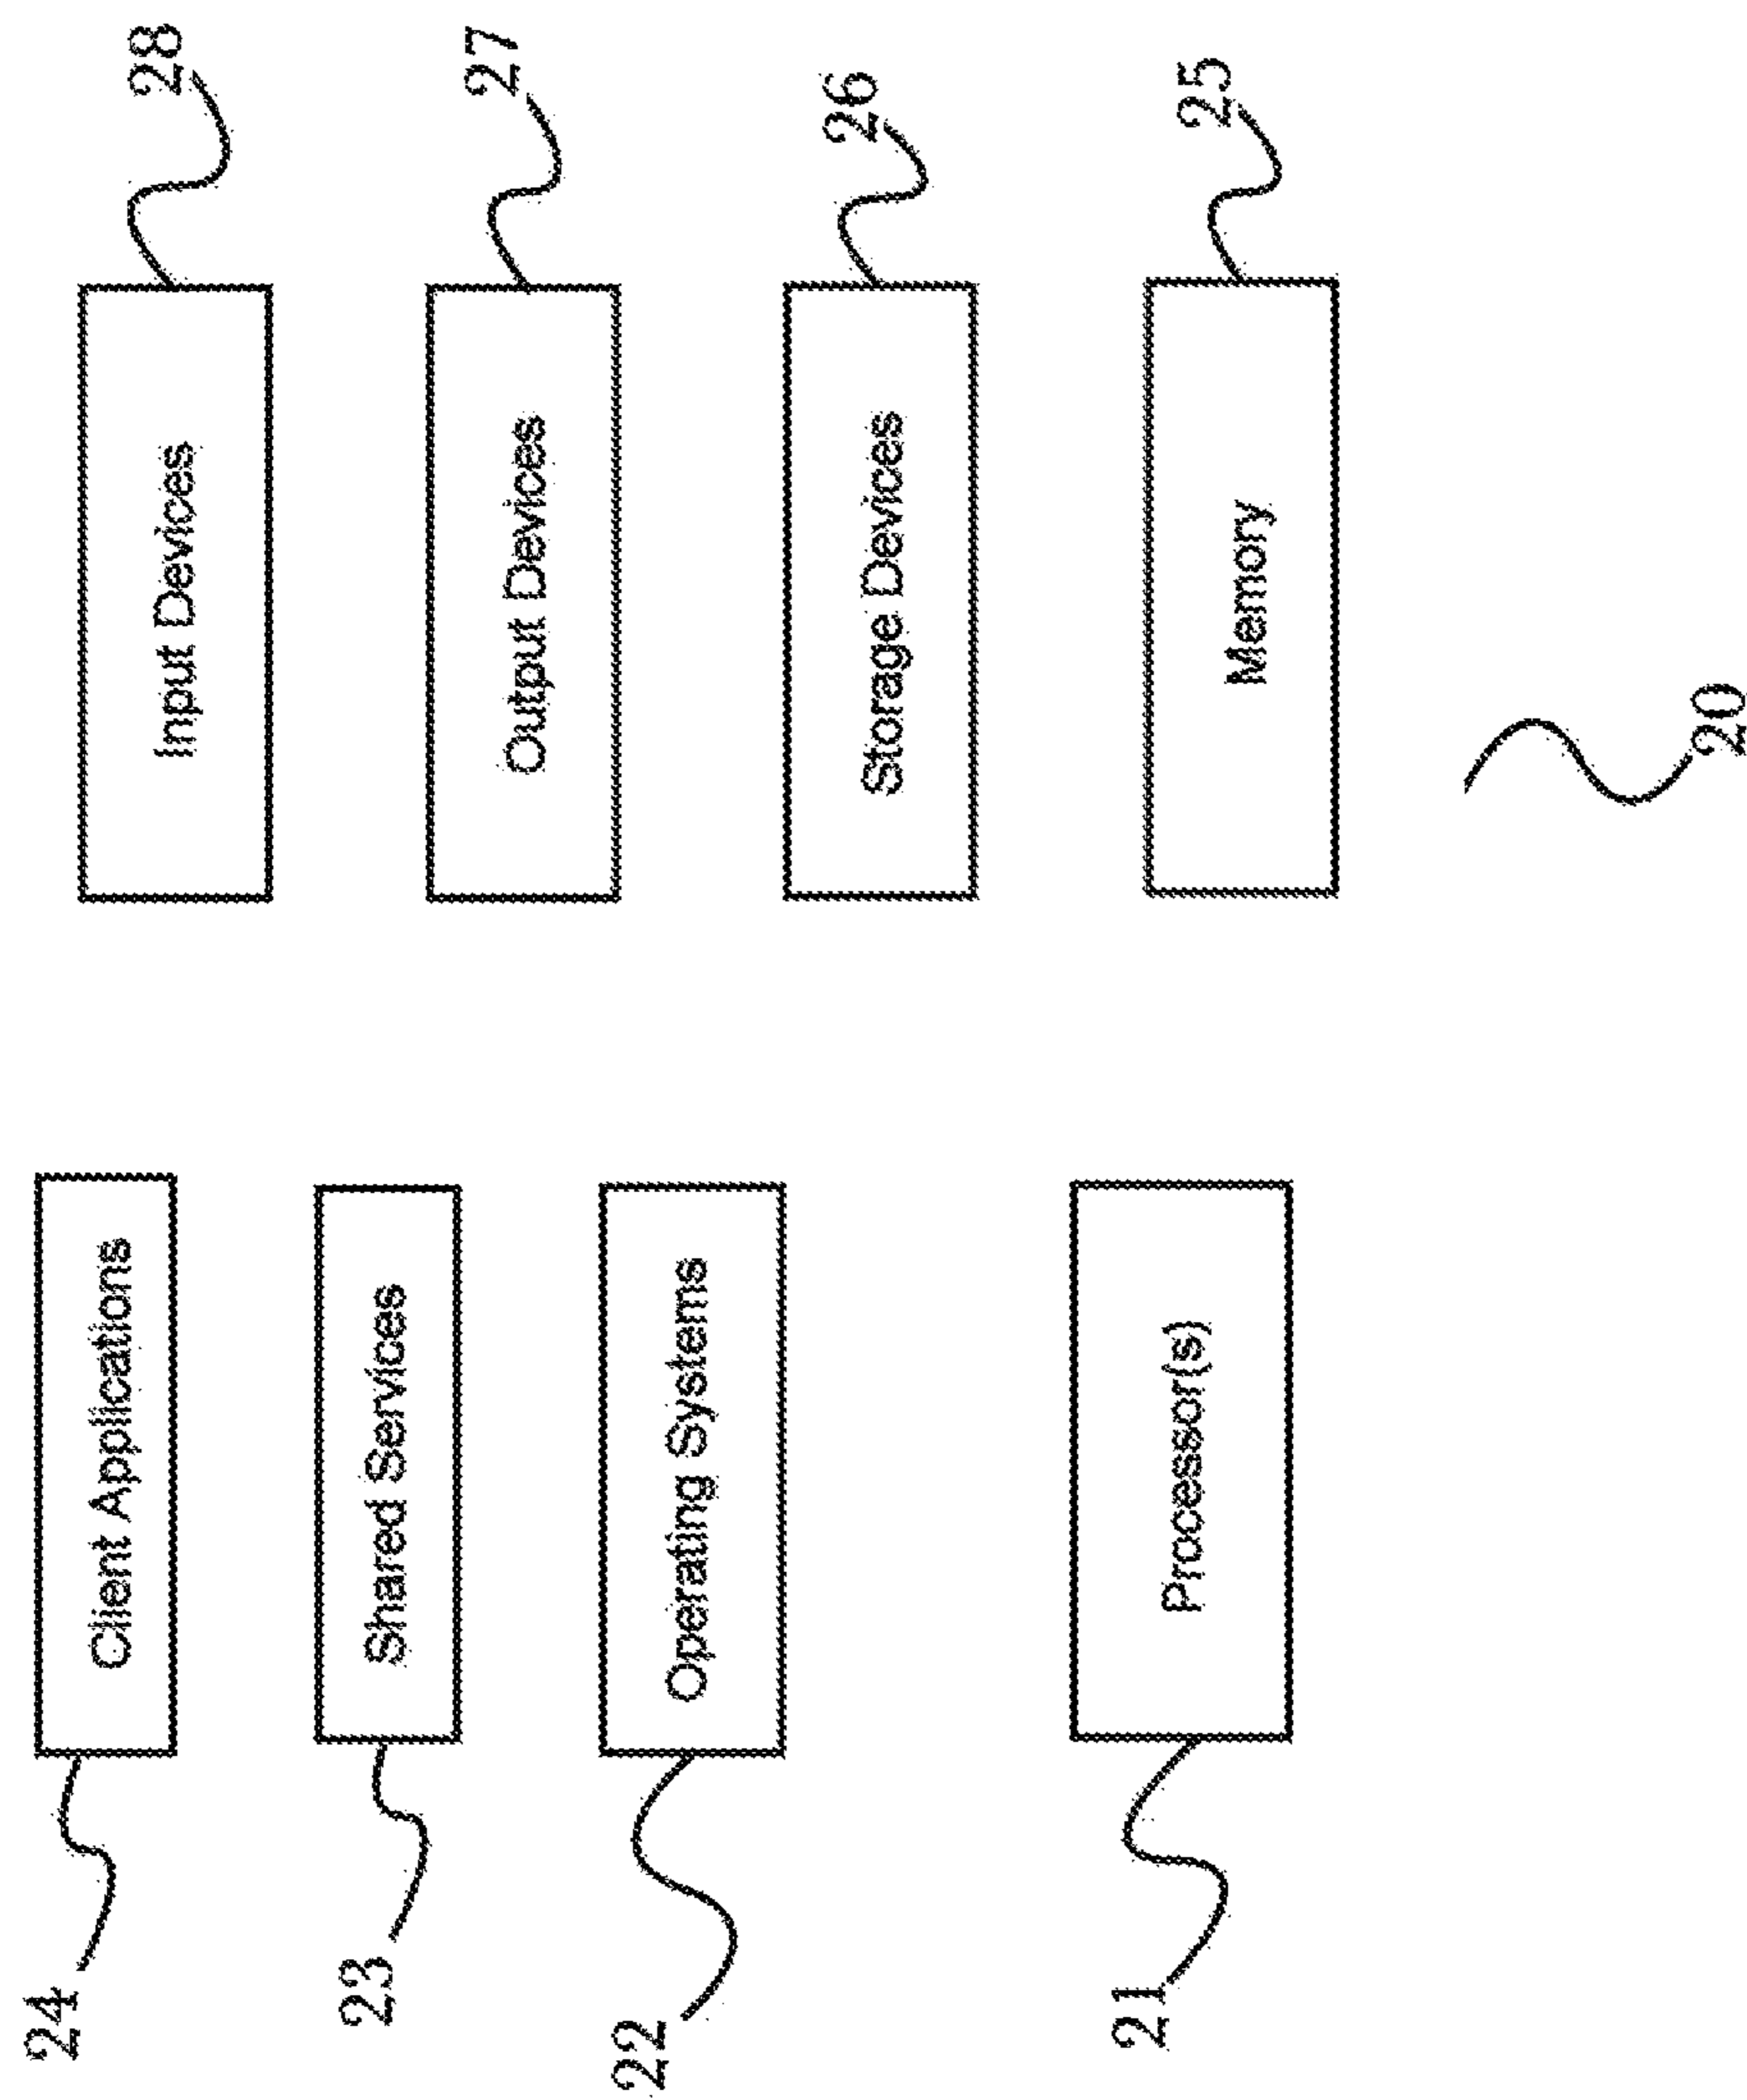 24
Client Applications
Input Devices
28
23
Shared Services
Output Devices
27
22
Operating Systems
Storage Devices
26
21
Processor(s)
Memory
25
20